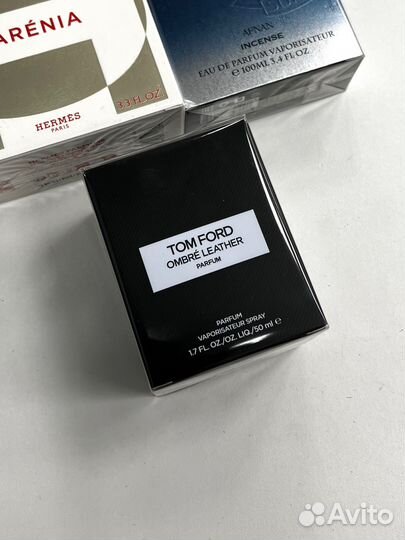 ARÉNIA
3.3 FL.OZ
HERMÈS
PARIS
AFNAN
INCENSE
EAU DE PARFUM VAPORISATEUR
℮ 100ML 3.4 FL.OZ
TOM FORD
OMBRÉ LEATHER
PARFUM
PARFUM
VAPORISATEUR SPRAY
1.7 FL. OZ./OZ. LIQ./50 ml ℮
Avito